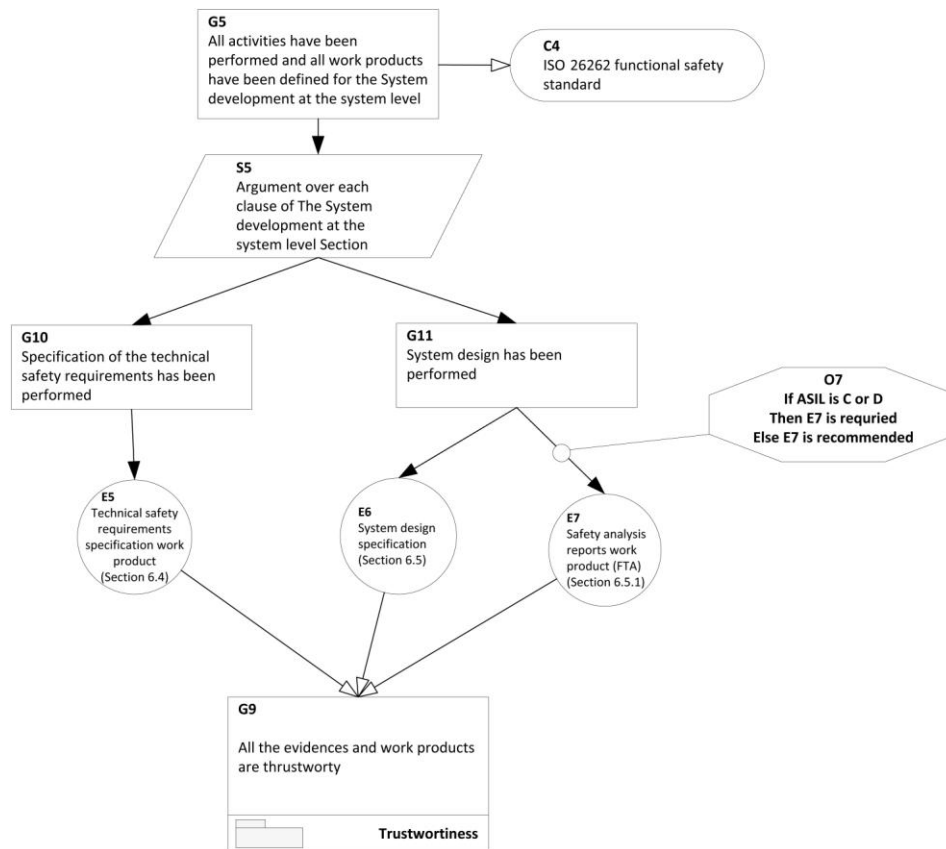 G5
All activities have been
performed and all work products
have been defined for the System
development at the system level
C4
ISO 26262 functional safety
standard
S5
Argument over each
clause of The System
development at the
system level Section
G10
Specification of the technical
safety requirements has been
performed
G11
System design has been
performed
O7
If ASIL is C or D
Then E7 is requried
Else E7 is recommended
E5
Technical safety
requirements
specification work
product
(Section 6.4)
E6
System design
specification
(Section 6.5)
E7
Safety analysis
reports work
product (FTA)
(Section 6.5.1)
G9
All the evidences and work products
are thrustworty
Trustwortiness